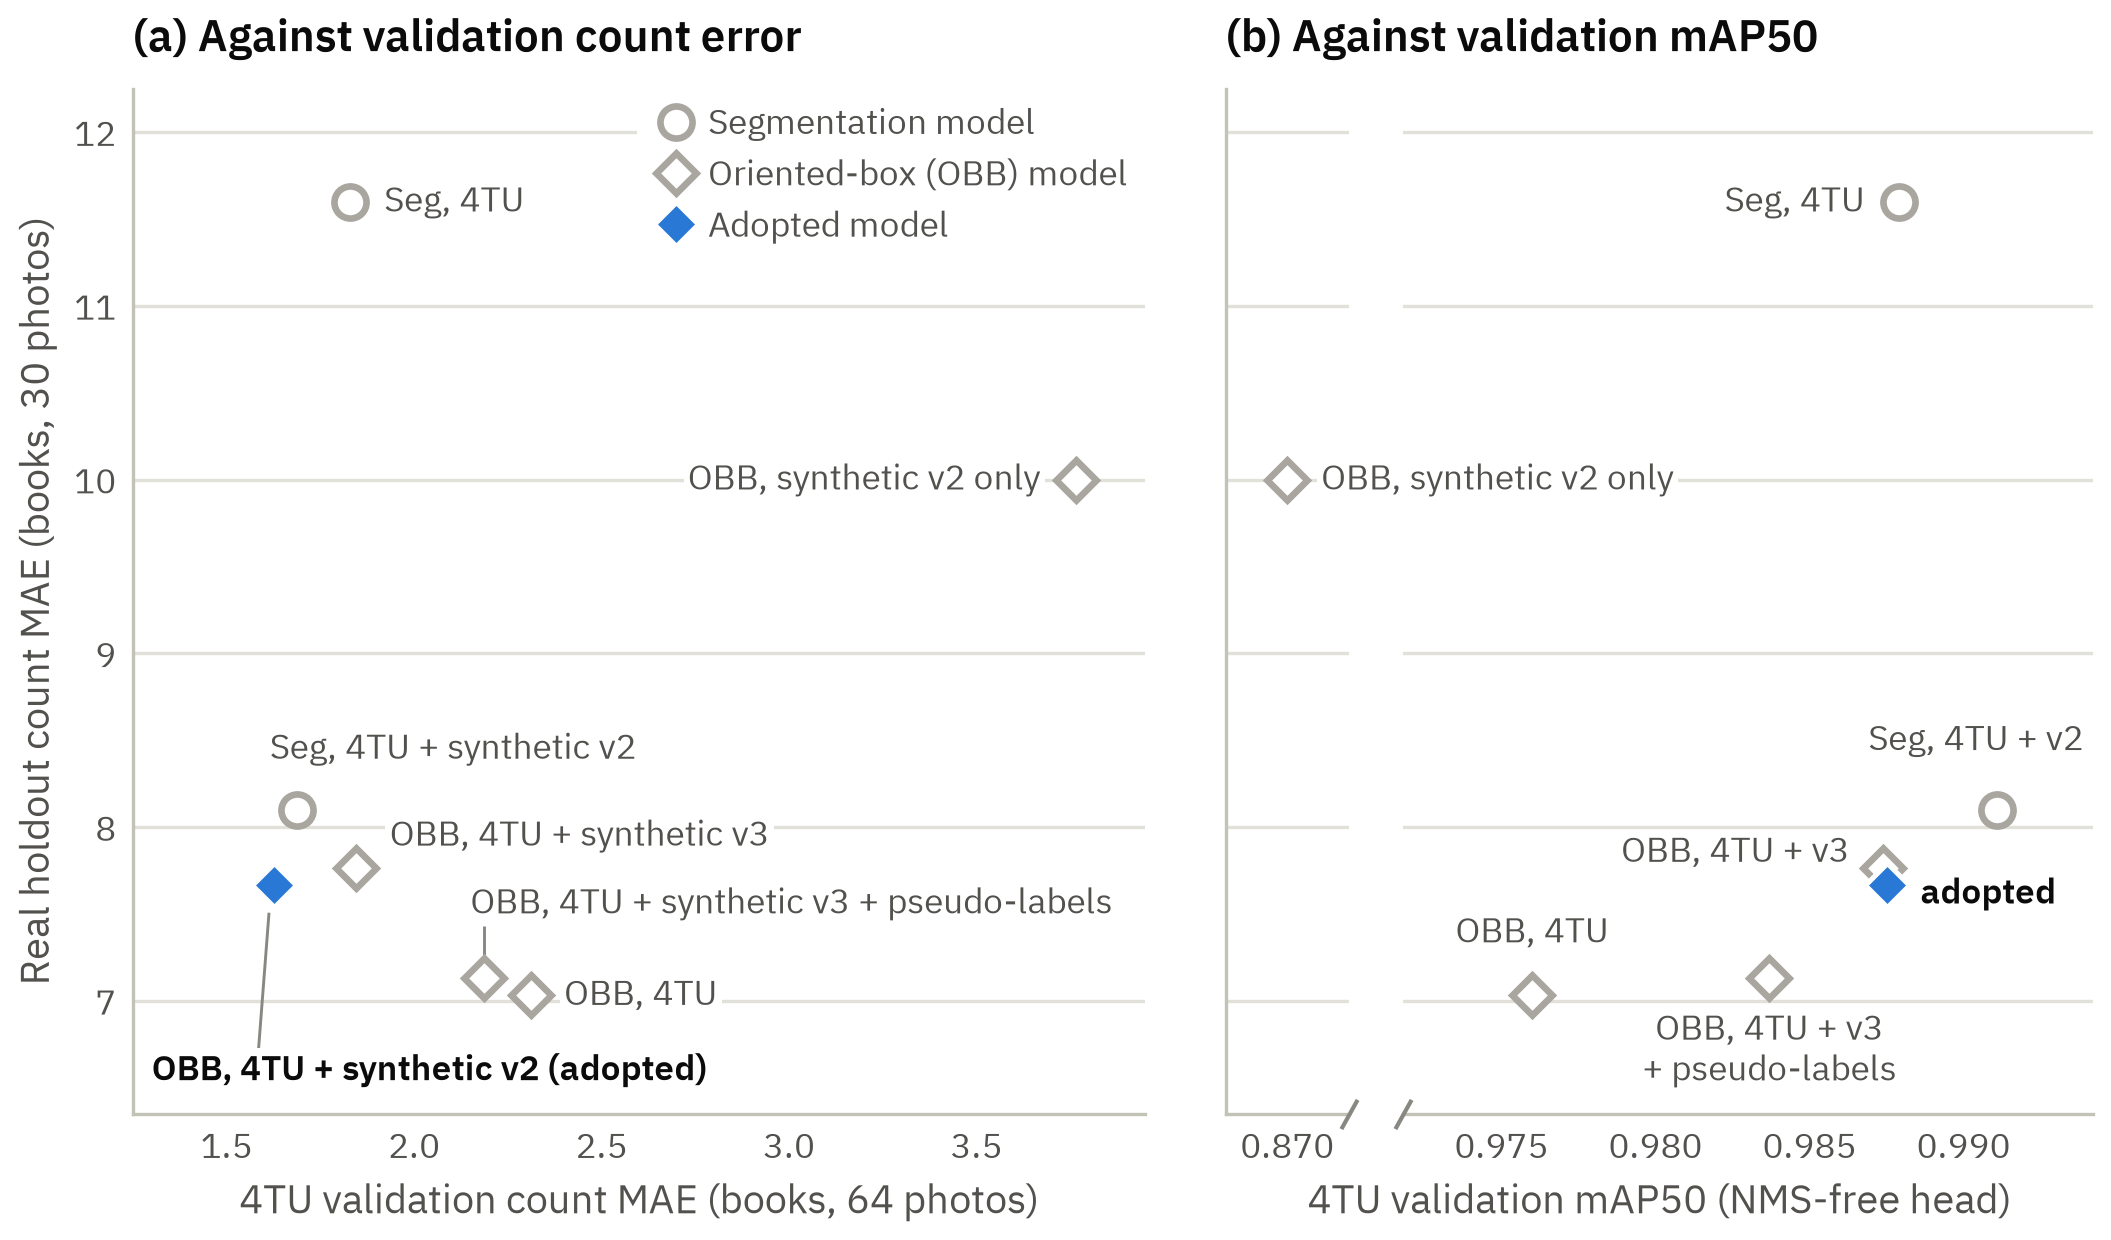 (a) Against validation count error
Segmentation model
Oriented-box (OBB) model
Adopted model
Real holdout count MAE (books, 30 photos)
12
11
10
9
8
7
Seg, 4TU
OBB, synthetic v2 only
Seg, 4TU + synthetic v2
OBB, 4TU + synthetic v3
OBB, 4TU + synthetic v3 + pseudo-labels
OBB, 4TU
OBB, 4TU + synthetic v2 (adopted)
1.5
2.0
2.5
3.0
3.5
4TU validation count MAE (books, 64 photos)
(b) Against validation mAP50
Seg, 4TU
OBB, synthetic v2 only
Seg, 4TU + v2
OBB, 4TU + v3
adopted
OBB, 4TU
OBB, 4TU + v3
+ pseudo-labels
0.870
0.975
0.980
0.985
0.990
4TU validation mAP50 (NMS-free head)